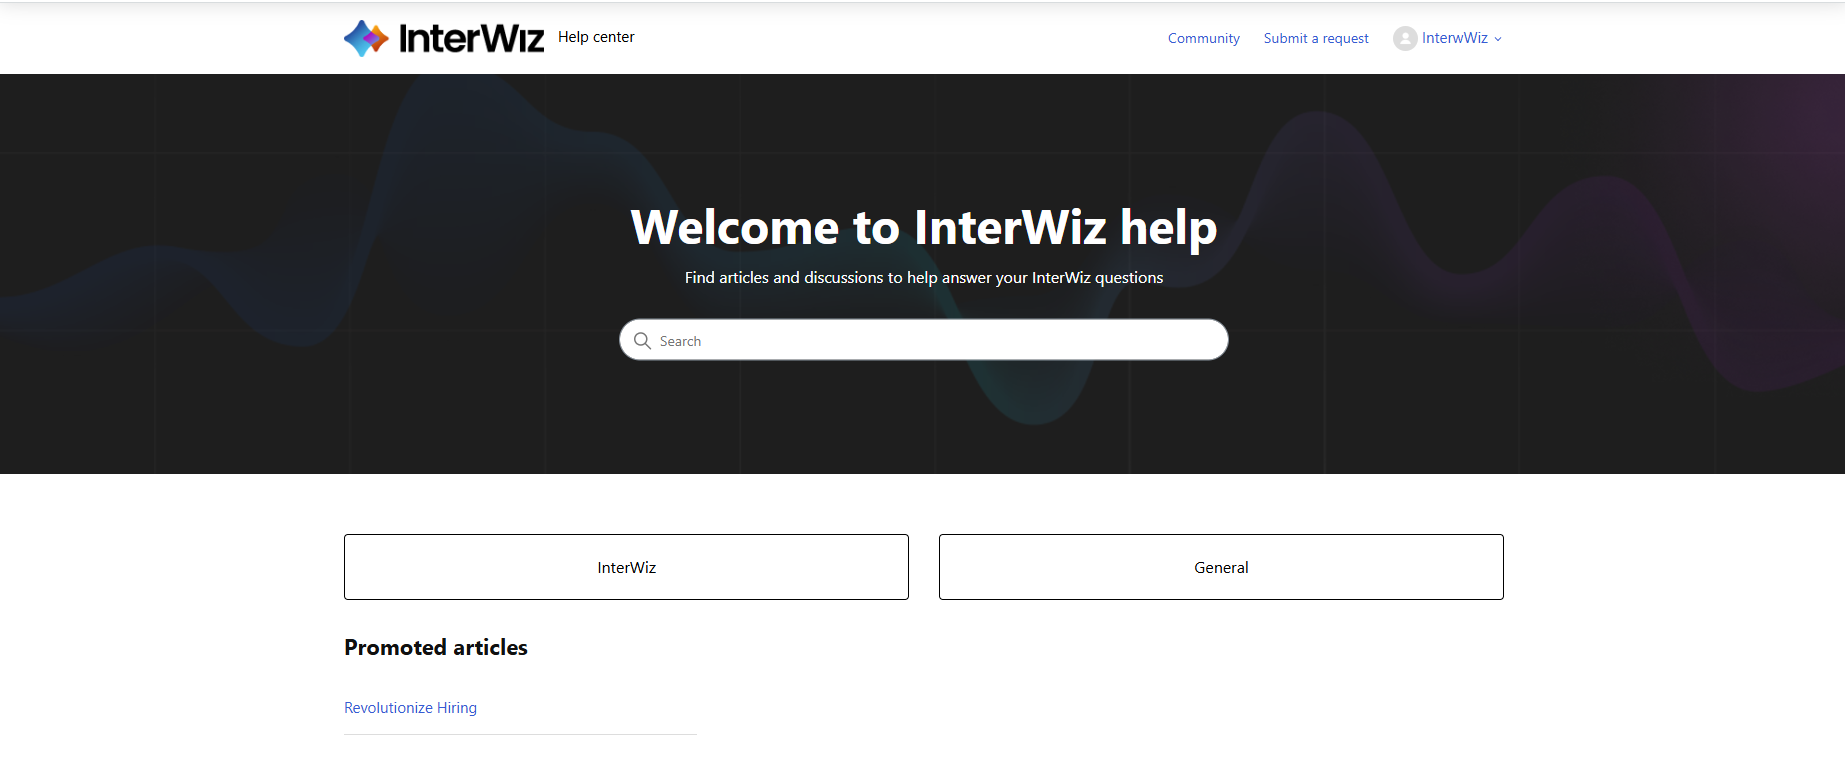 InterWiz Help center
Community Submit a request InterwWiz
Welcome to InterWiz help
Find articles and discussions to help answer your InterWiz questions
Search
InterWiz General
Promoted articles
Revolutionize Hiring